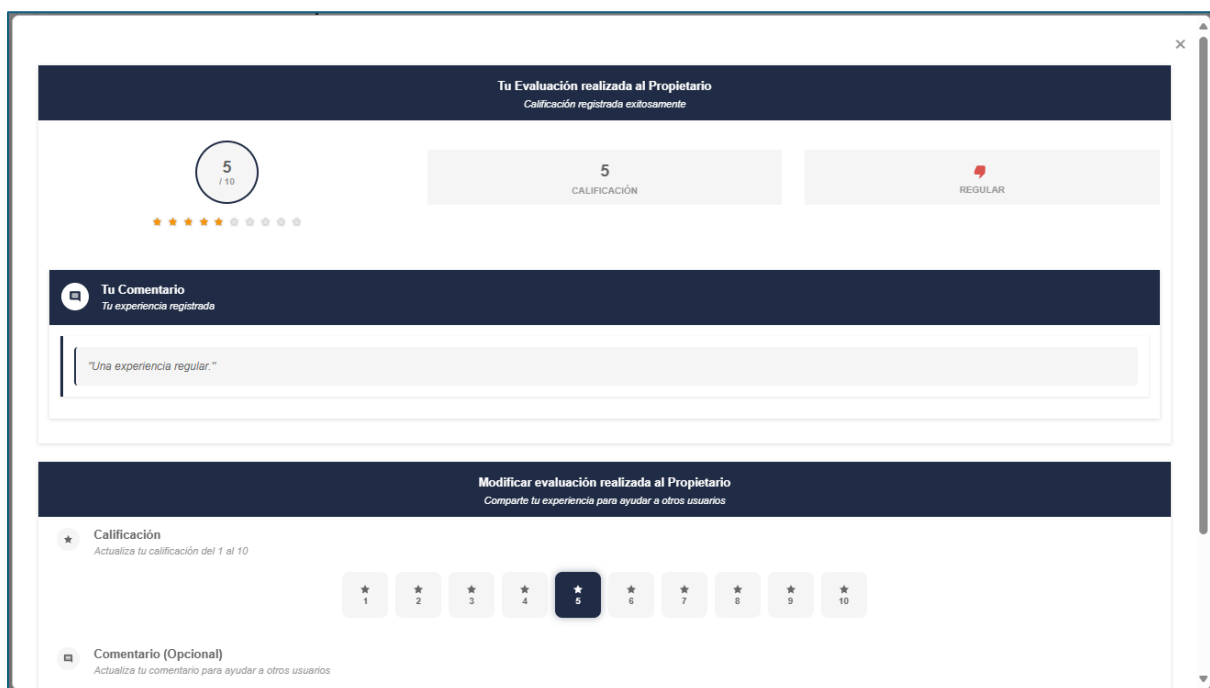 Tu Evaluación realizada al Propietario
Calificación registrada exitosamente
5
/ 10
5
CALIFICACIÓN
REGULAR
Tu Comentario
Tu experiencia registrada
"Una experiencia regular."
Modificar evaluación realizada al Propietario
Comparte tu experiencia para ayudar a otros usuarios
Calificación
Actualiza tu calificación del 1 al 10
1 2 3 4 5 6 7 8 9 10
Comentario (Opcional)
Actualiza tu comentario para ayudar a otros usuarios